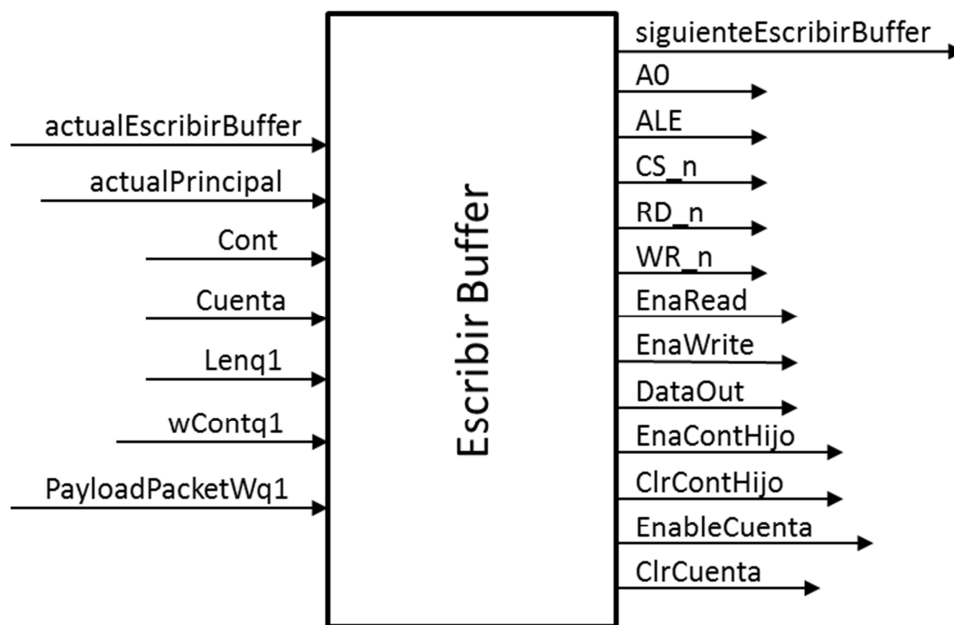 actualEscribirBuffer
actualPrincipal
Cont
Cuenta
Lenq1
wContq1
PayloadPacketWq1
Escribir Buffer
siguienteEscribirBuffer
A0
ALE
CS_n
RD_n
WR_n
EnaRead
EnaWrite
DataOut
EnaContHijo
ClrContHijo
EnableCuenta
ClrCuenta